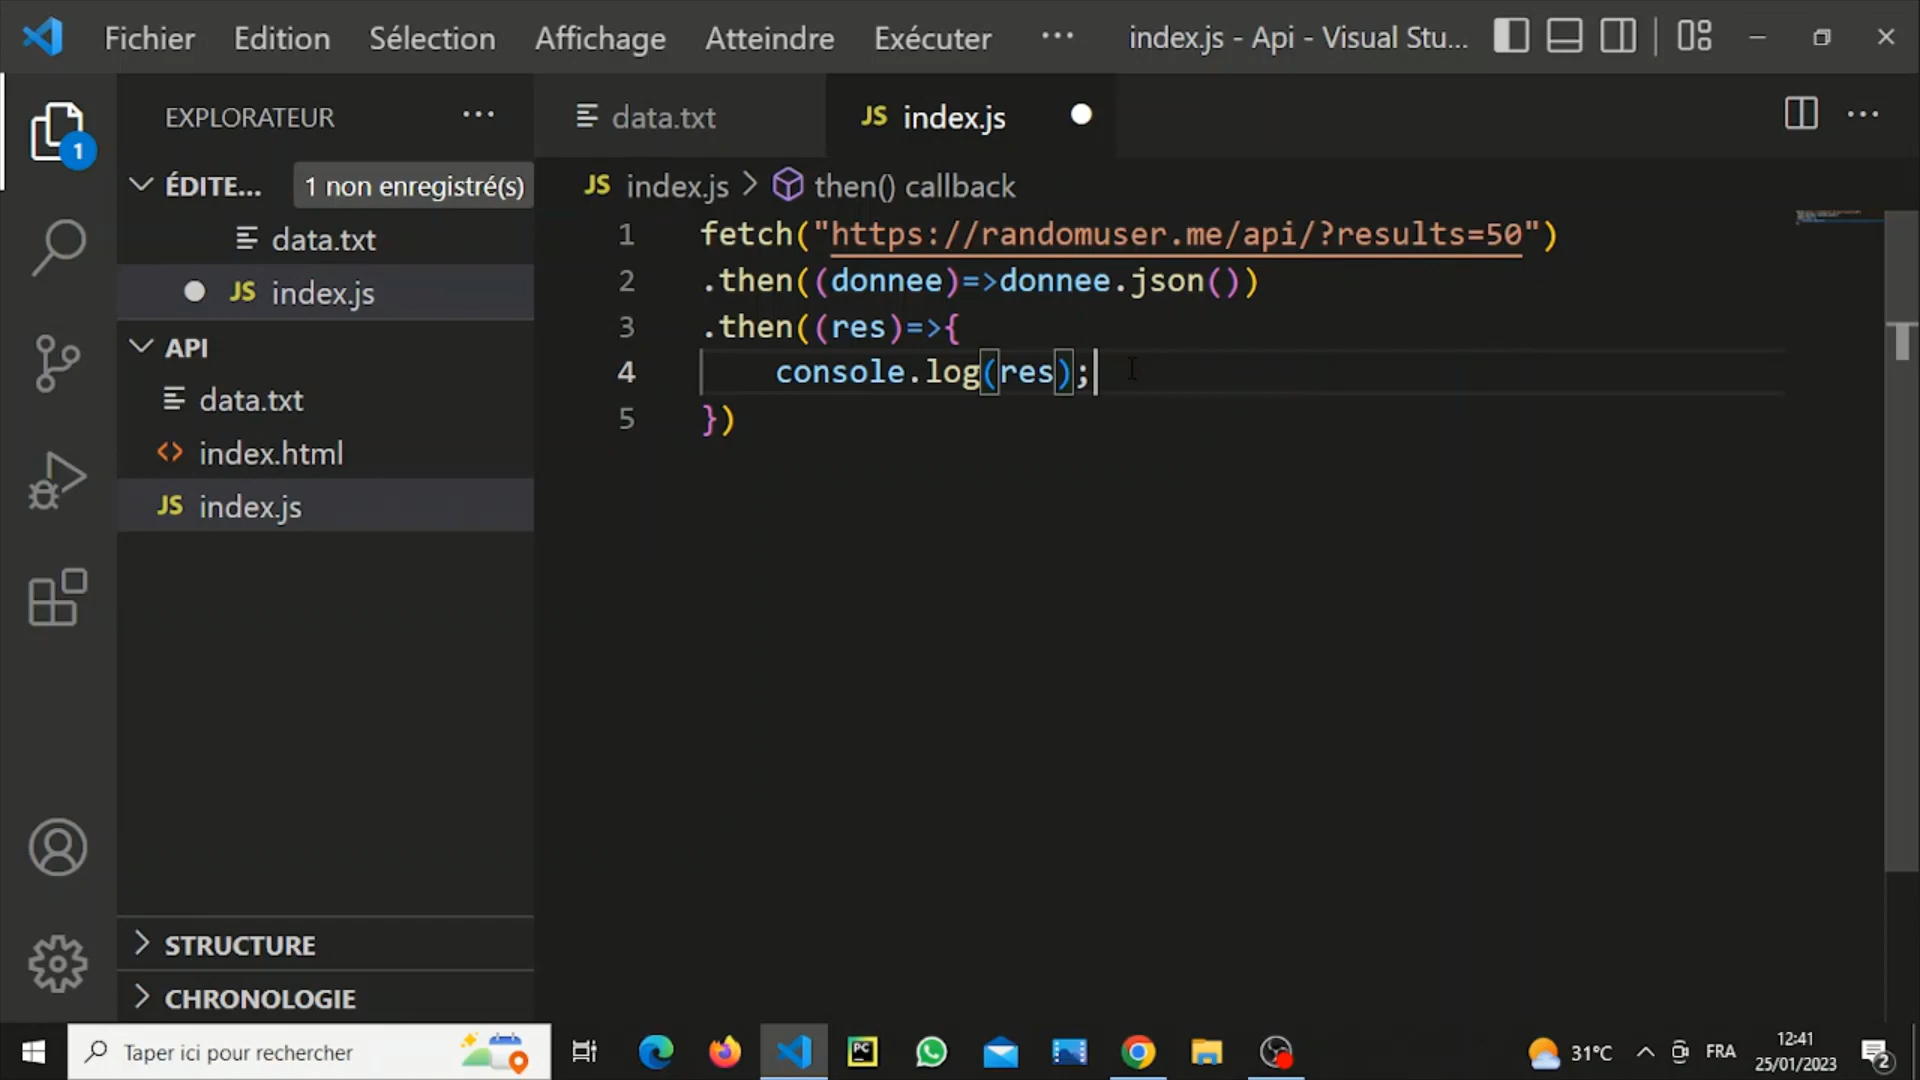 Fichier Edition Sélection Affichage Atteindre Exécuter ··· index.js - Api - Visual Stu...
EXPLORATEUR ···
1
ÉDITE... 1 non enregistré(s)
data.txt
JS index.js
API
data.txt
index.html
JS index.js
STRUCTURE
CHRONOLOGIE
data.txt JS index.js ···
JS index.js > then() callback
1 fetch("https://randomuser.me/api/?results=50")
2 .then((donnee)=>donnee.json())
3 .then((res)=>{
4 console.log(res);
5 })
Taper ici pour rechercher
PC
31°C FRA
12:41
25/01/2023
2